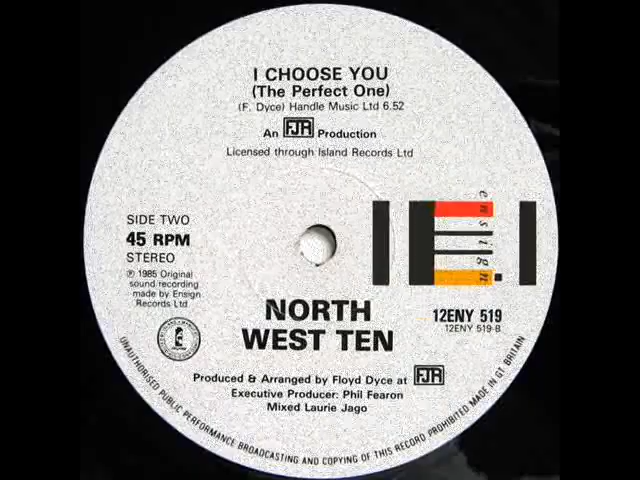 I CHOOSE YOU
(The Perfect One)
(F. Dyce) Handle Music Ltd 6.52
An FJR Production
Licensed through Island Records Ltd
ensign
SIDE TWO
45 RPM
STEREO
℗ 1985 Original
sound recording
made by Ensign
Records Ltd
NORTH
WEST TEN
12ENY 519
12ENY 519-B
Produced & Arranged by Floyd Dyce at FJR
Executive Producer: Phil Fearon
Mixed Laurie Jago
UNAUTHORISED PUBLIC PERFORMANCE BROADCASTING AND COPYING OF THIS RECORD PROHIBITED MADE IN GT BRITAIN